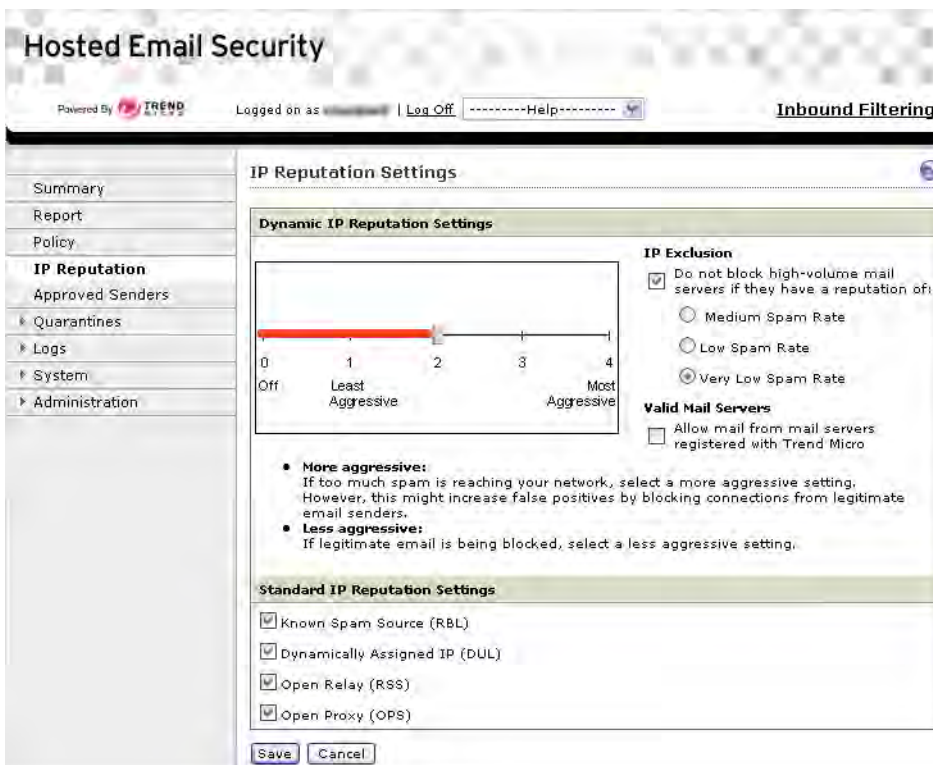 Hosted Email Security
Powered By TREND MICRO
Logged on as | Log Off ---------Help---------
Inbound Filtering
Summary
Report
Policy
IP Reputation
Approved Senders
Quarantines
Logs
System
Administration
IP Reputation Settings
Dynamic IP Reputation Settings
0 1 2 3 4
Off Least Aggressive Most Aggressive
IP Exclusion
Do not block high-volume mail
servers if they have a reputation of:
Medium Spam Rate
Low Spam Rate
Very Low Spam Rate
Valid Mail Servers
Allow mail from mail servers
registered with Trend Micro
• More aggressive:
If too much spam is reaching your network, select a more aggressive setting.
However, this might increase false positives by blocking connections from legitimate
email senders.
• Less aggressive:
If legitimate email is being blocked, select a less aggressive setting.
Standard IP Reputation Settings
Known Spam Source (RBL)
Dynamically Assigned IP (DUL)
Open Relay (RSS)
Open Proxy (OPS)
Save Cancel